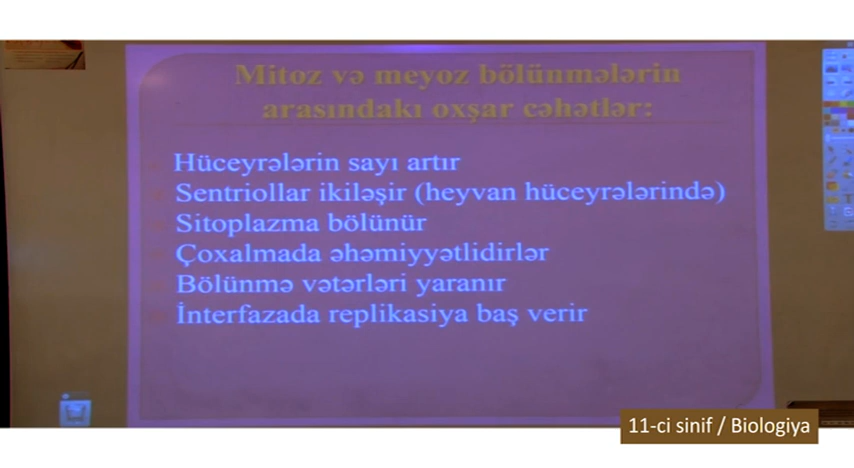 Mitoz və meyoz bölünmələrin
arasındakı oxşar cəhətlər:
Hüceyrələrin sayı artır
Sentriollar ikiləşir (heyvan hüceyrələrində)
Sitoplazma bölünür
Çoxalmada əhəmiyyətlidirlər
Bölünmə vətərləri yaranır
İnterfazada replikasiya baş verir
11-ci sinif / Biologiya